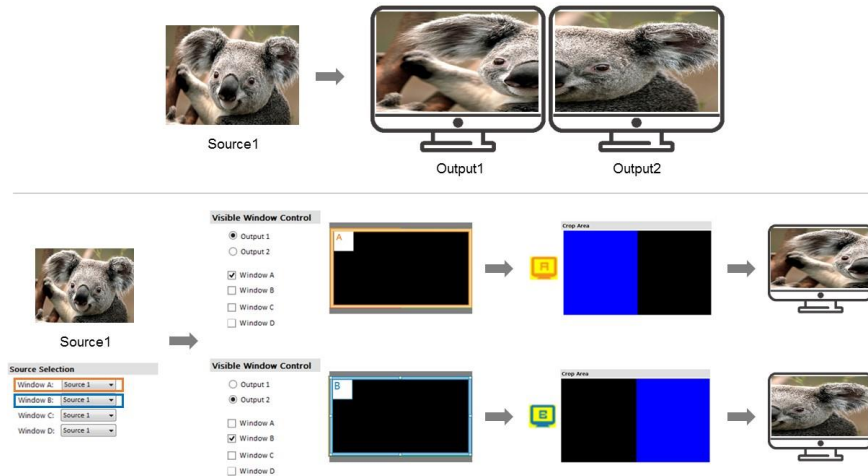 Source1
Output1
Output2
Visible Window Control
Output 1
Output 2
Window A
Window B
Window C
Window D
A
A
Crop Area
Source1
Source Selection
Window A: Source 1
Window B: Source 1
Window C: Source 1
Window D: Source 1
Visible Window Control
Output 1
Output 2
Window A
Window B
Window C
Window D
B
B
Crop Area